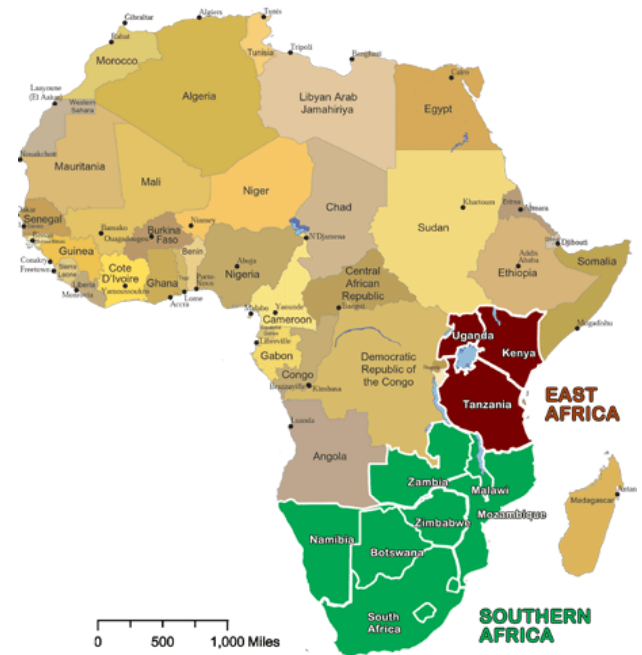 Gibraltar
Algiers
Tunis
Rabat
Tunisia
Tripoli
Benghazi
Morocco
Cairo
Laayoune
(El Aaiun)
Western
Sahara
Algeria
Libyan Arab
Jamahiriya
Egypt
Nouakchott
Mauritania
Mali
Niger
Chad
Sudan
Khartoum
Eritrea
Asmara
Dakar
Senegal
Bamako
Ouagadougou
Burkina
Faso
Niamey
N'Djamena
Djibouti
Guinea
Benin
Abuja
Nigeria
Addis
Ababa
Ethiopia
Somalia
Conakry
Freetown
Sierra
Leone
Cote
D'Ivoire
Ghana
Togo
Porto-
Novo
Central
African
Republic
Liberia
Monrovia
Yamoussoukro
Accra
Lome
Malabo
Yaounde
Cameroon
Bangui
Mogadishu
Uganda
Kenya
Libreville
Gabon
Congo
Democratic
Republic of
the Congo
Brazzaville
Kinshasa
Tanzania
EAST
AFRICA
Luanda
Angola
Zambia
Malawi
Madagascar
Mozambique
Zimbabwe
Namibia
Botswana
South
Africa
SOUTHERN
AFRICA
0 500 1,000 Miles